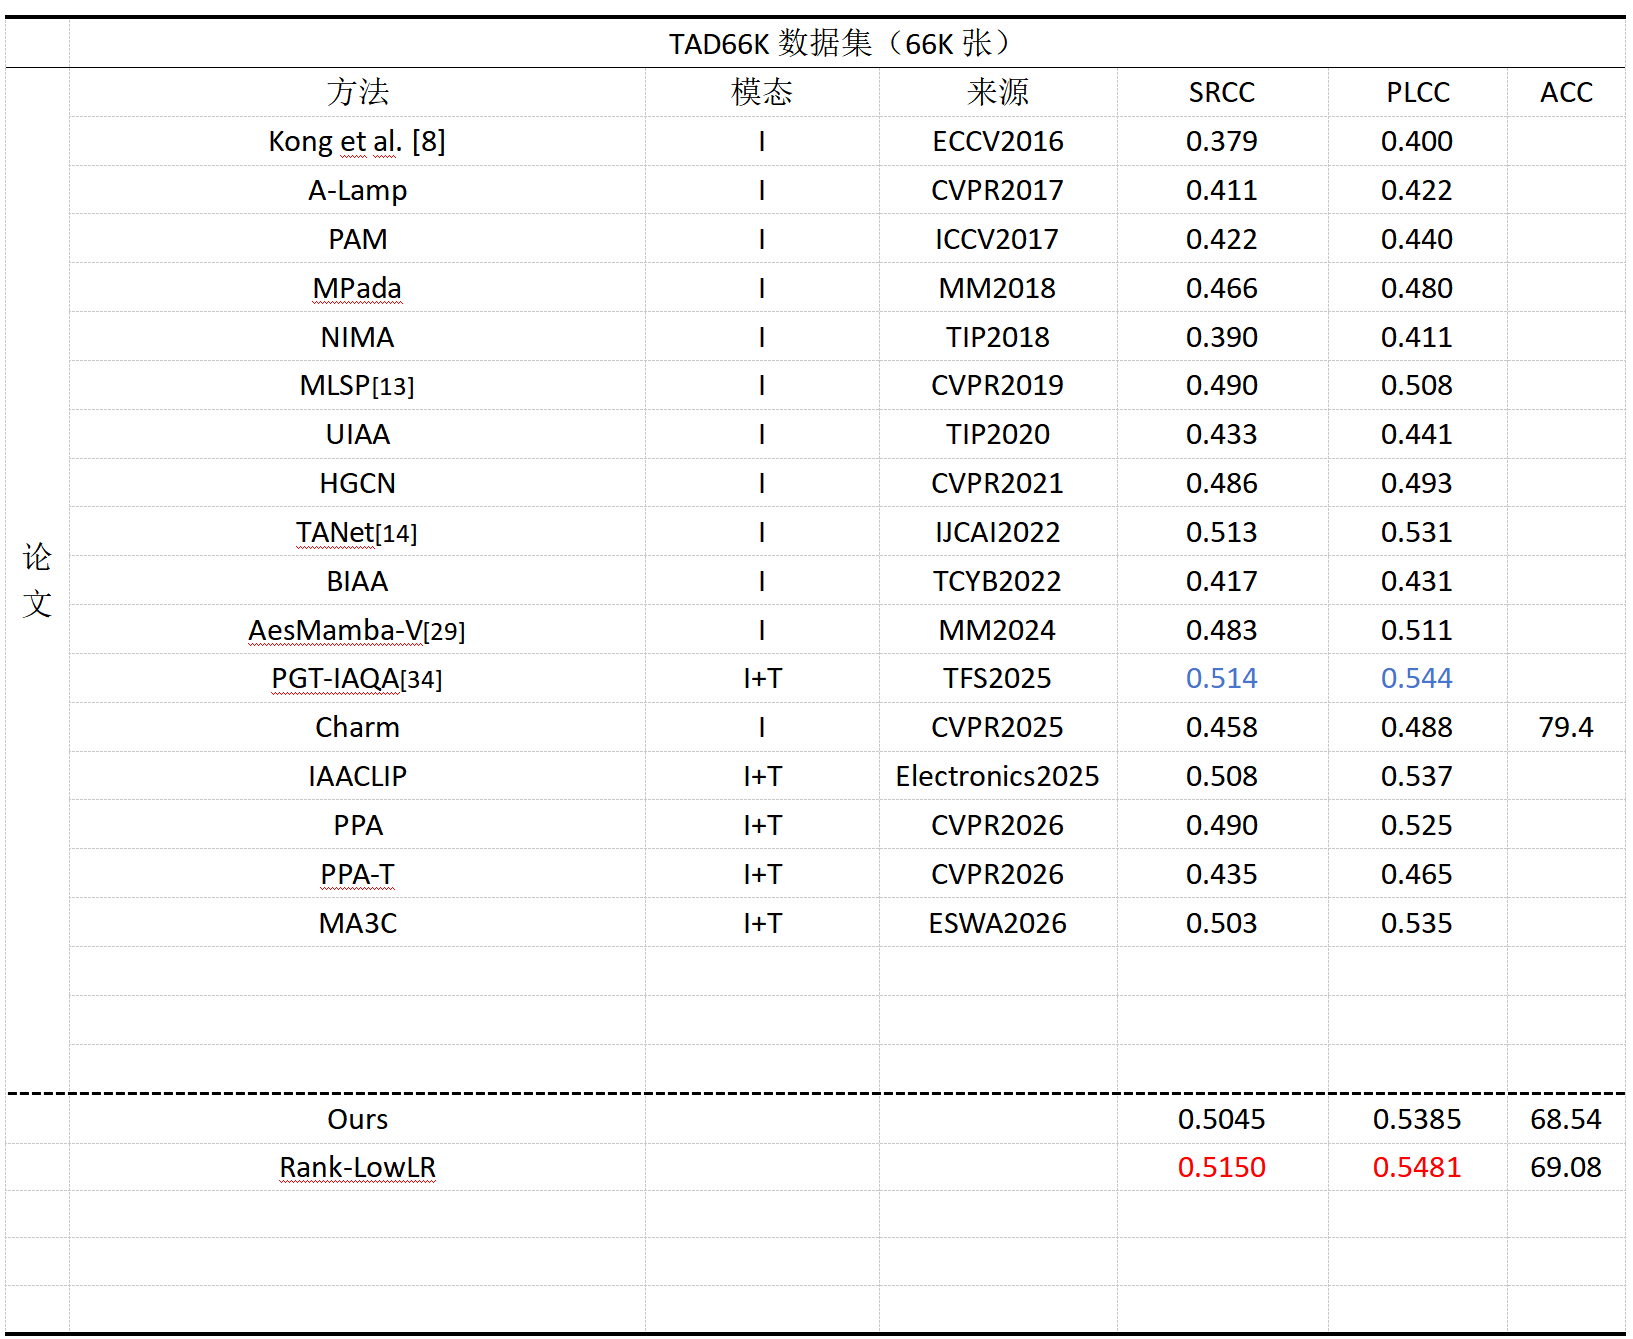 TAD66K 数据集（66K 张）
方法 模态 来源 SRCC PLCC ACC
Kong et al. [8] I ECCV2016 0.379 0.400
A-Lamp I CVPR2017 0.411 0.422
PAM I ICCV2017 0.422 0.440
MPada I MM2018 0.466 0.480
NIMA I TIP2018 0.390 0.411
MLSP[13] I CVPR2019 0.490 0.508
UIAA I TIP2020 0.433 0.441
HGCN I CVPR2021 0.486 0.493
TANet[14] I IJCAI2022 0.513 0.531
论
文
BIAA I TCYB2022 0.417 0.431
AesMamba-V[29] I MM2024 0.483 0.511
PGT-IAQA[34] I+T TFS2025 0.514 0.544
Charm I CVPR2025 0.458 0.488 79.4
IAACLIP I+T Electronics2025 0.508 0.537
PPA I+T CVPR2026 0.490 0.525
PPA-T I+T CVPR2026 0.435 0.465
MA3C I+T ESWA2026 0.503 0.535
Ours 0.5045 0.5385 68.54
Rank-LowLR 0.5150 0.5481 69.08